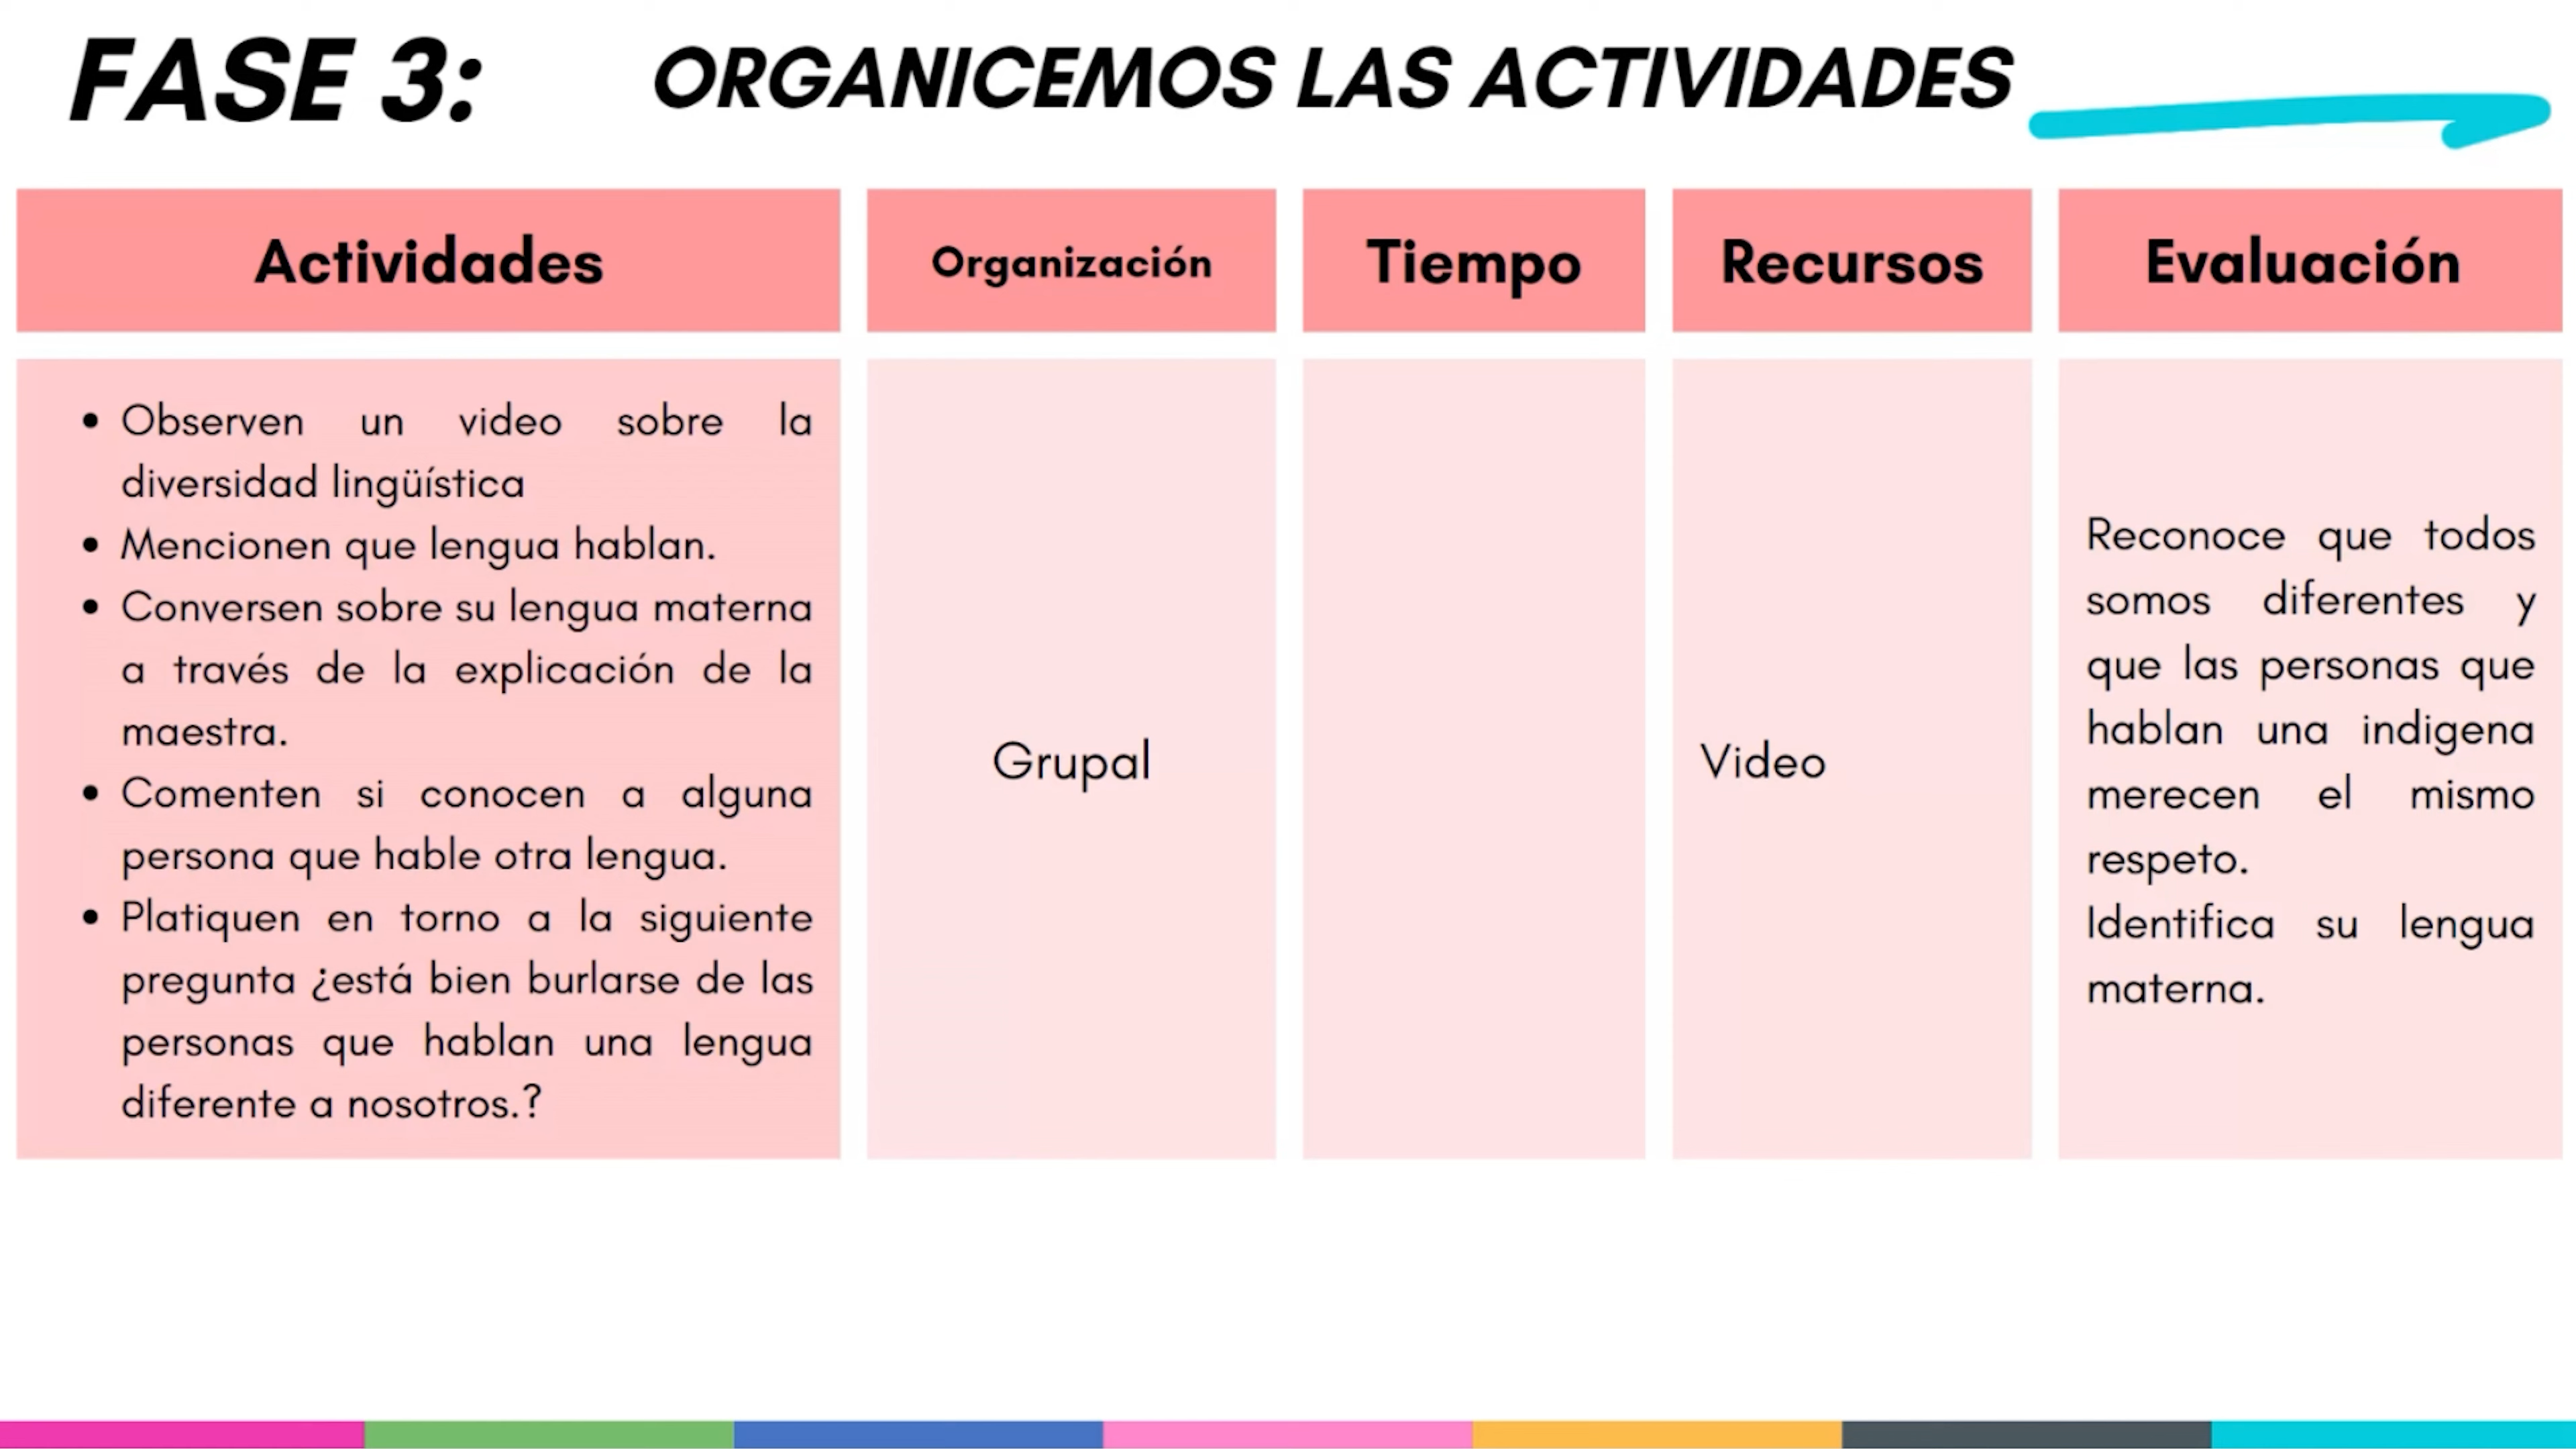 FASE 3:
ORGANICEMOS LAS ACTIVIDADES
Actividades
Organización
Tiempo
Recursos
Evaluación
• Observen un video sobre la
diversidad lingüística
• Mencionen que lengua hablan.
• Conversen sobre su lengua materna
a través de la explicación de la
maestra.
• Comenten si conocen a alguna
persona que hable otra lengua.
• Platiquen en torno a la siguiente
pregunta ¿está bien burlarse de las
personas que hablan una lengua
diferente a nosotros.?
Grupal
Video
Reconoce que todos
somos diferentes y
que las personas que
hablan una indigena
merecen el mismo
respeto.
Identifica su lengua
materna.